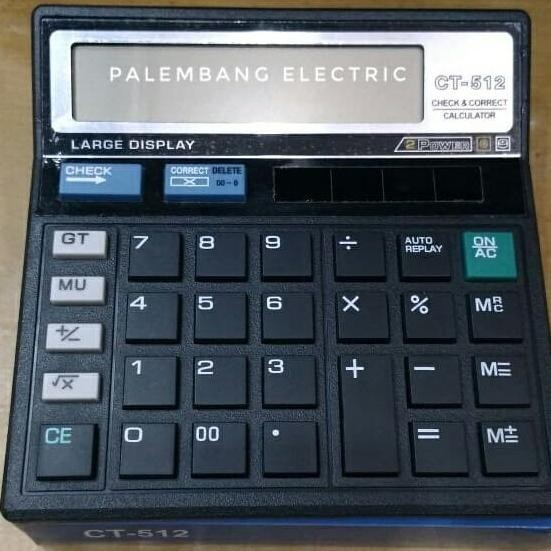 PALEMBANG ELECTRIC
CT-512
CHECK & CORRECT
CALCULATOR
LARGE DISPLAY
2 POWER
CHECK
CORRECT DELETE
00→0
GT 7 8 9 ÷ AUTO REPLAY ON/AC
MU 4 5 6 × % MRC
+/− 1 2 3 + − M=
√x
CE 0 00 . = M±
CT-512